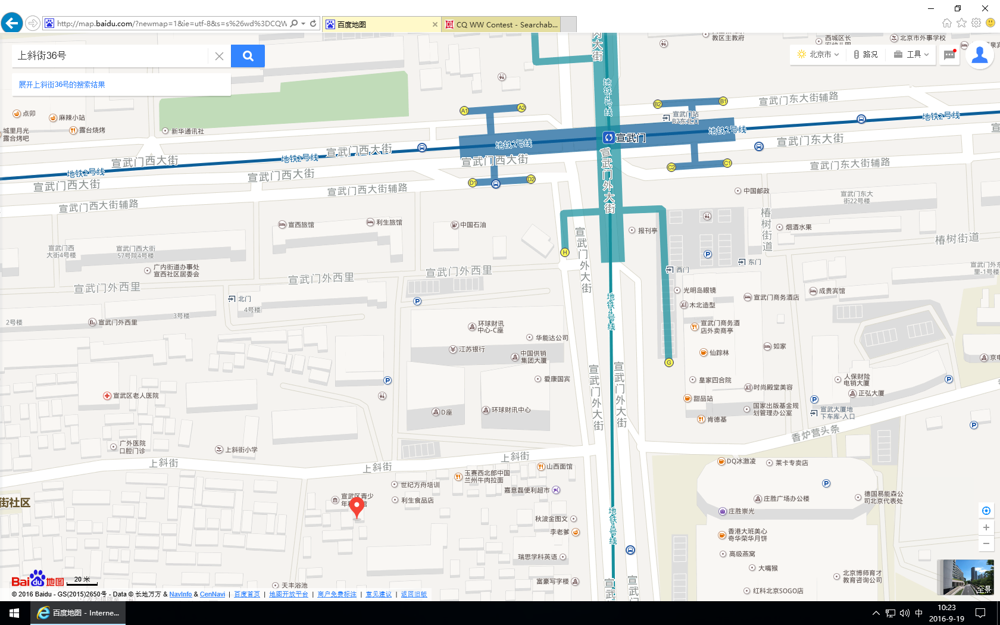 http://map.baidu.com/?newmap=1&ie=utf-8&s=s%26wd%3DCQW
百度地图
CQ WW Contest - Searchab...
上斜街36号
展开上斜街36号的搜索结果
北京市
路况
工具
教区主教府
西城区长
北京市外事学校
内大街
地铁4号线
点卯
麻辣小站
城里月光
露台烧烤
露台合烤吧
新华通讯社
A1
A2
B2
B1
宣武门东大街辅路
宣武门站
B2东北口
地铁2号线
宣武门
地铁2号线
地铁2号线
宣武门东大街
宣武门西大街
宣武门西大街
地铁2号线
宣武门西大街
宣武门东大街辅路
C2
C1
地铁2号线
宣武门西大街
宣武门西大街
宣武门外大街
D1
D2
宣武门西大街辅路
宣武门西大街辅路
中国邮政
宣武门东大
街22号楼
宣西旅馆
利生旅馆
中国石油
报刊亭
椿树街道
烟酒水果
椿树街道
宣武门西
大街4号楼
宣武门西大街
57号院4号楼
H
宣武门外大街
广内街道办事处
宣西社区居委会
宣武门外西里
宣武门外西里
宣武门外西里
西门
东门
宣武门外东
里-1号楼
北门
4号楼
3号楼
2号楼
宣武门外西里
光明岛眼镜
木北造型
宣武门商务酒店
成贵宾馆
地铁4号线
环球财讯
中心-C座
华能达公司
宣武门商务酒
店外卖商亭
江苏银行
中国供销
集团大厦
仙踪林
如家
G
爱康国宾
宣武门外大街
宣武门外大街
皇家四合院
时尚殿堂美容
人保财险
电销大厦
正弘大厦
宣武区老人医院
甜品站
D座
环球财讯中心
国家出版基金规
划管理办公室
宣武大厦地
下车库-入口
肯德基
香炉营头条
广外医院
口腔门诊
上斜街小学
上斜街
上斜街
上斜街
山西面馆
DQ冰激凌
莱卡专卖店
玉赛西北郎中国
兰州牛肉拉面
世纪方舟培训
嘉意磊便利超市
利生食品店
宣武区青少
庄胜广场办公楼
德国易能森公
司北京代表处
街社区
庄胜崇光
秋波金图文
李老爹
地铁4号线
香港大班美心
奇华荣华月饼
高级燕窝
瑞思学科英语
大嘴猴
富豪写字楼
北京博师育才
教育咨询公司
天丰浴池
宣武
宣武门
红科北京SOGO店
全景
Bai du 地图
20 米
© 2016 Baidu - GS(2015)2650号 - Data © 长地万方 & NavInfo & CenNavi | 百度首页 | 地图开放平台 | 商户免费标注 | 意见建议 | 返回旧版
百度地图 - Interne...
中
10:23
2016-9-19